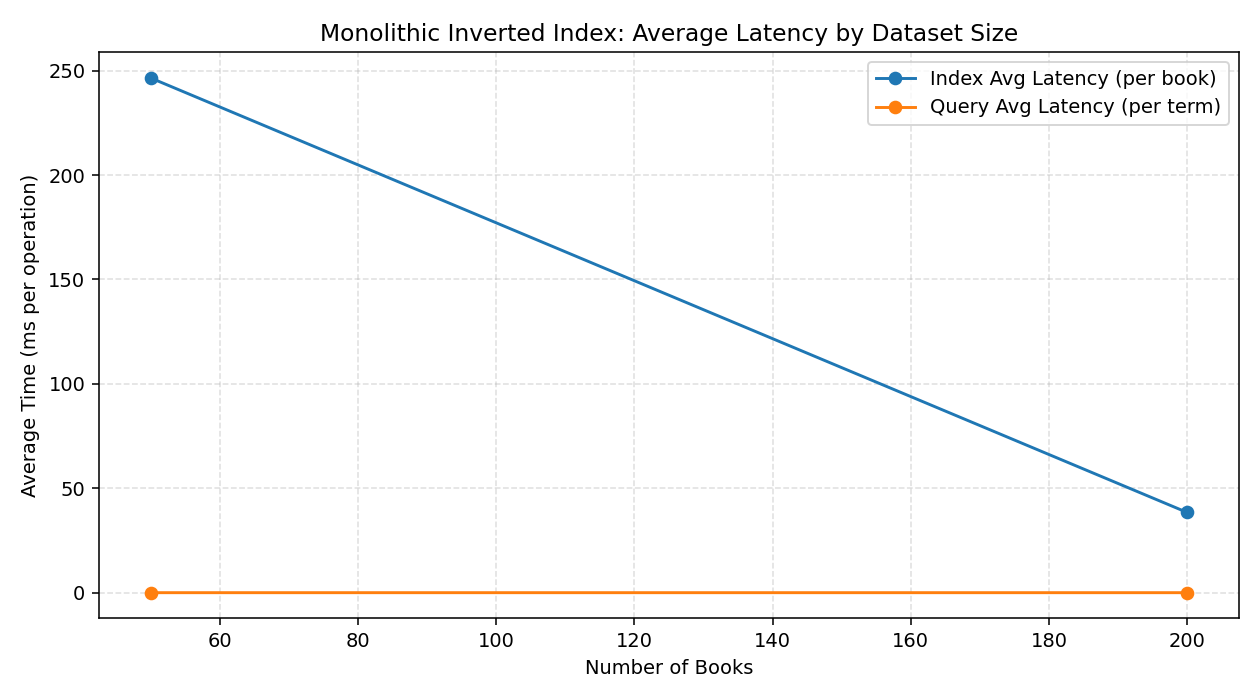 Monolithic Inverted Index: Average Latency by Dataset Size
Index Avg Latency (per book)
Query Avg Latency (per term)
Average Time (ms per operation)
250
200
150
100
50
0
60
80
100
120
140
160
180
200
Number of Books